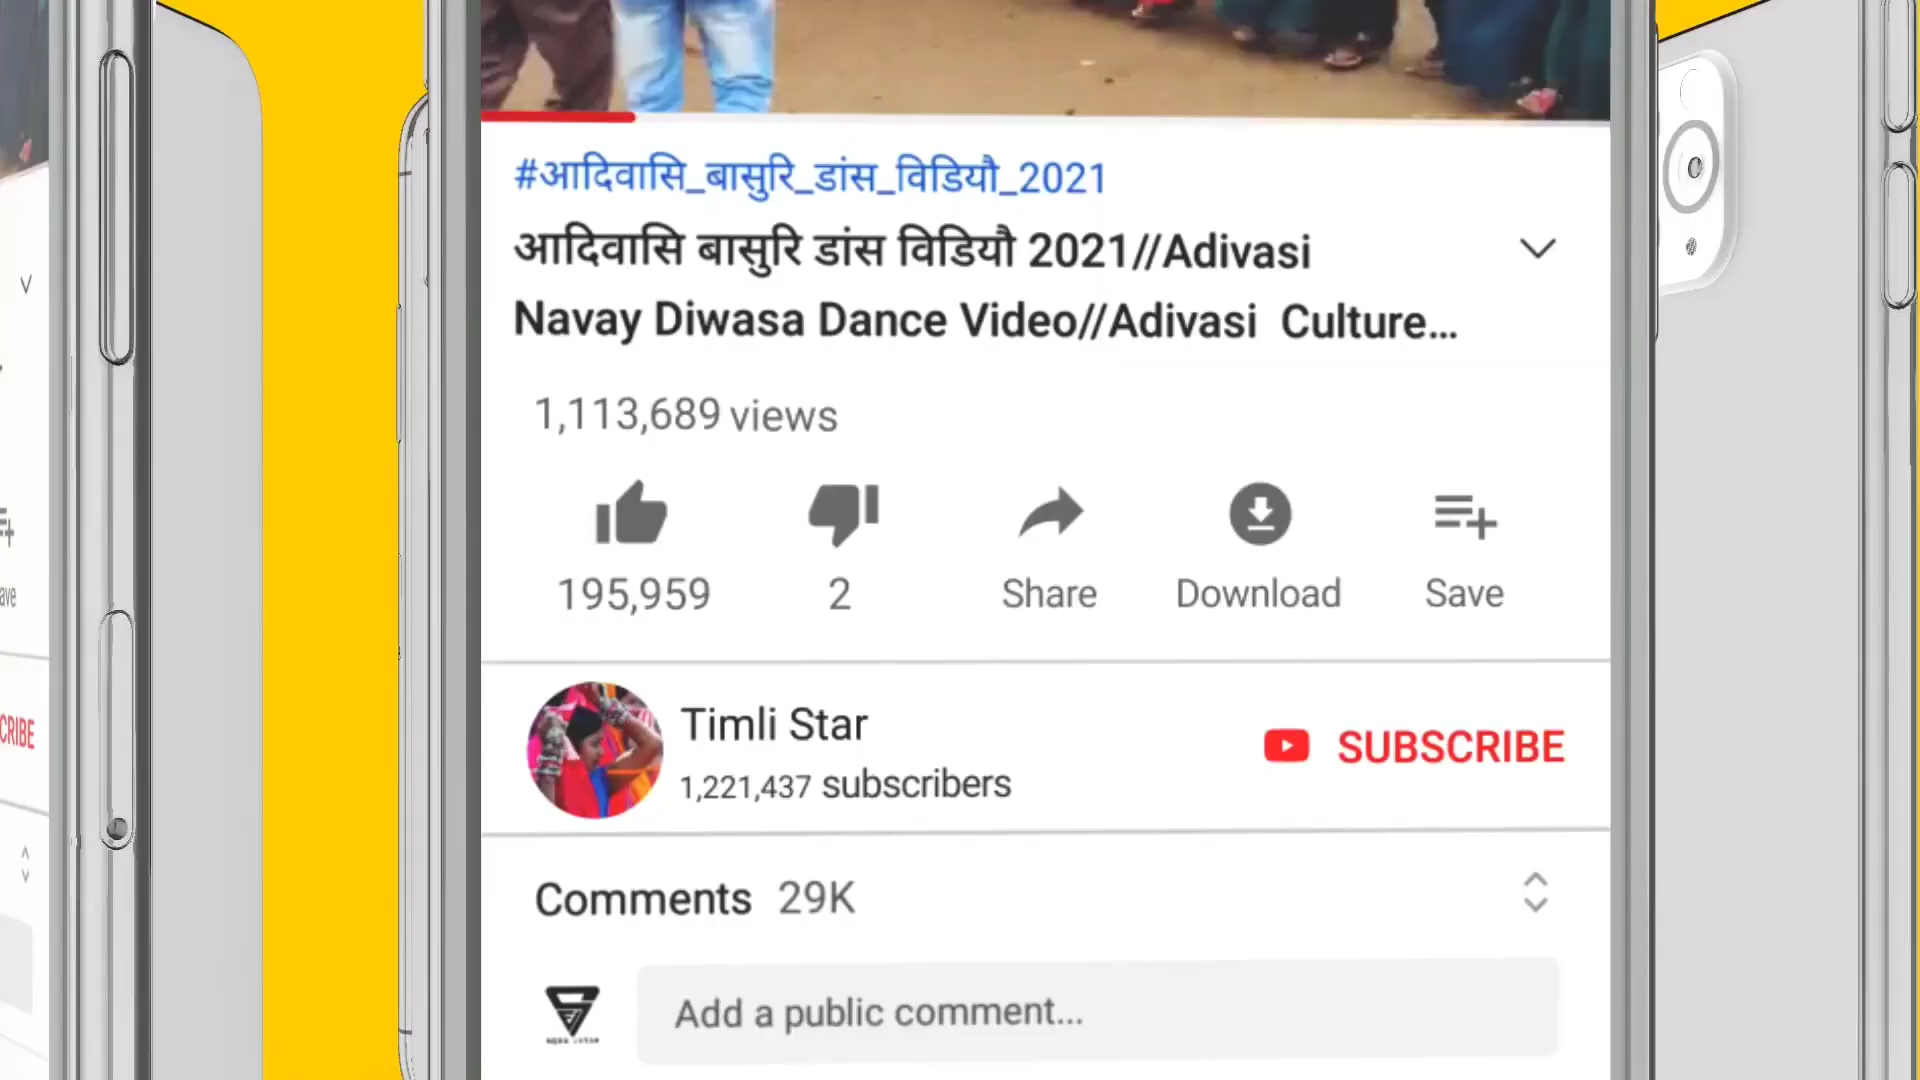 #आदिवासि_बासुरि_डांस_विडियौ_2021
आदिवासि बासुरि डांस विडियौ 2021//Adivasi
Navay Diwasa Dance Video//Adivasi Culture...
1,113,689 views
195,959
2
Share
Download
Save
Timli Star
1,221,437 subscribers
SUBSCRIBE
Comments 29K
Add a public comment...